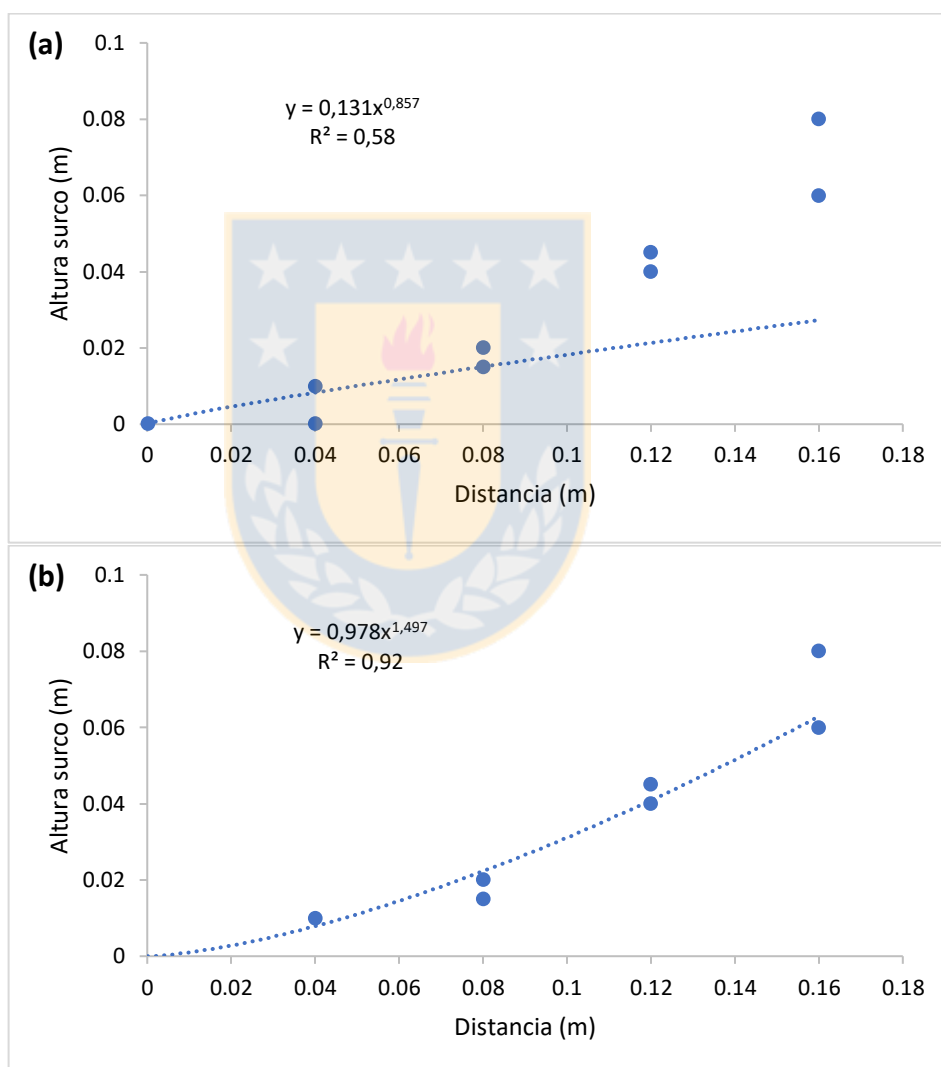 (a)
y = 0,131x^0,857
R² = 0,58
Altura surco (m)
0.1
0.08
0.06
0.04
0.02
0
0 0.02 0.04 0.06 0.08 0.1 0.12 0.14 0.16 0.18
Distancia (m)
(b)
y = 0,978x^1,497
R² = 0,92
Altura surco (m)
0.1
0.08
0.06
0.04
0.02
0
0 0.02 0.04 0.06 0.08 0.1 0.12 0.14 0.16 0.18
Distancia (m)